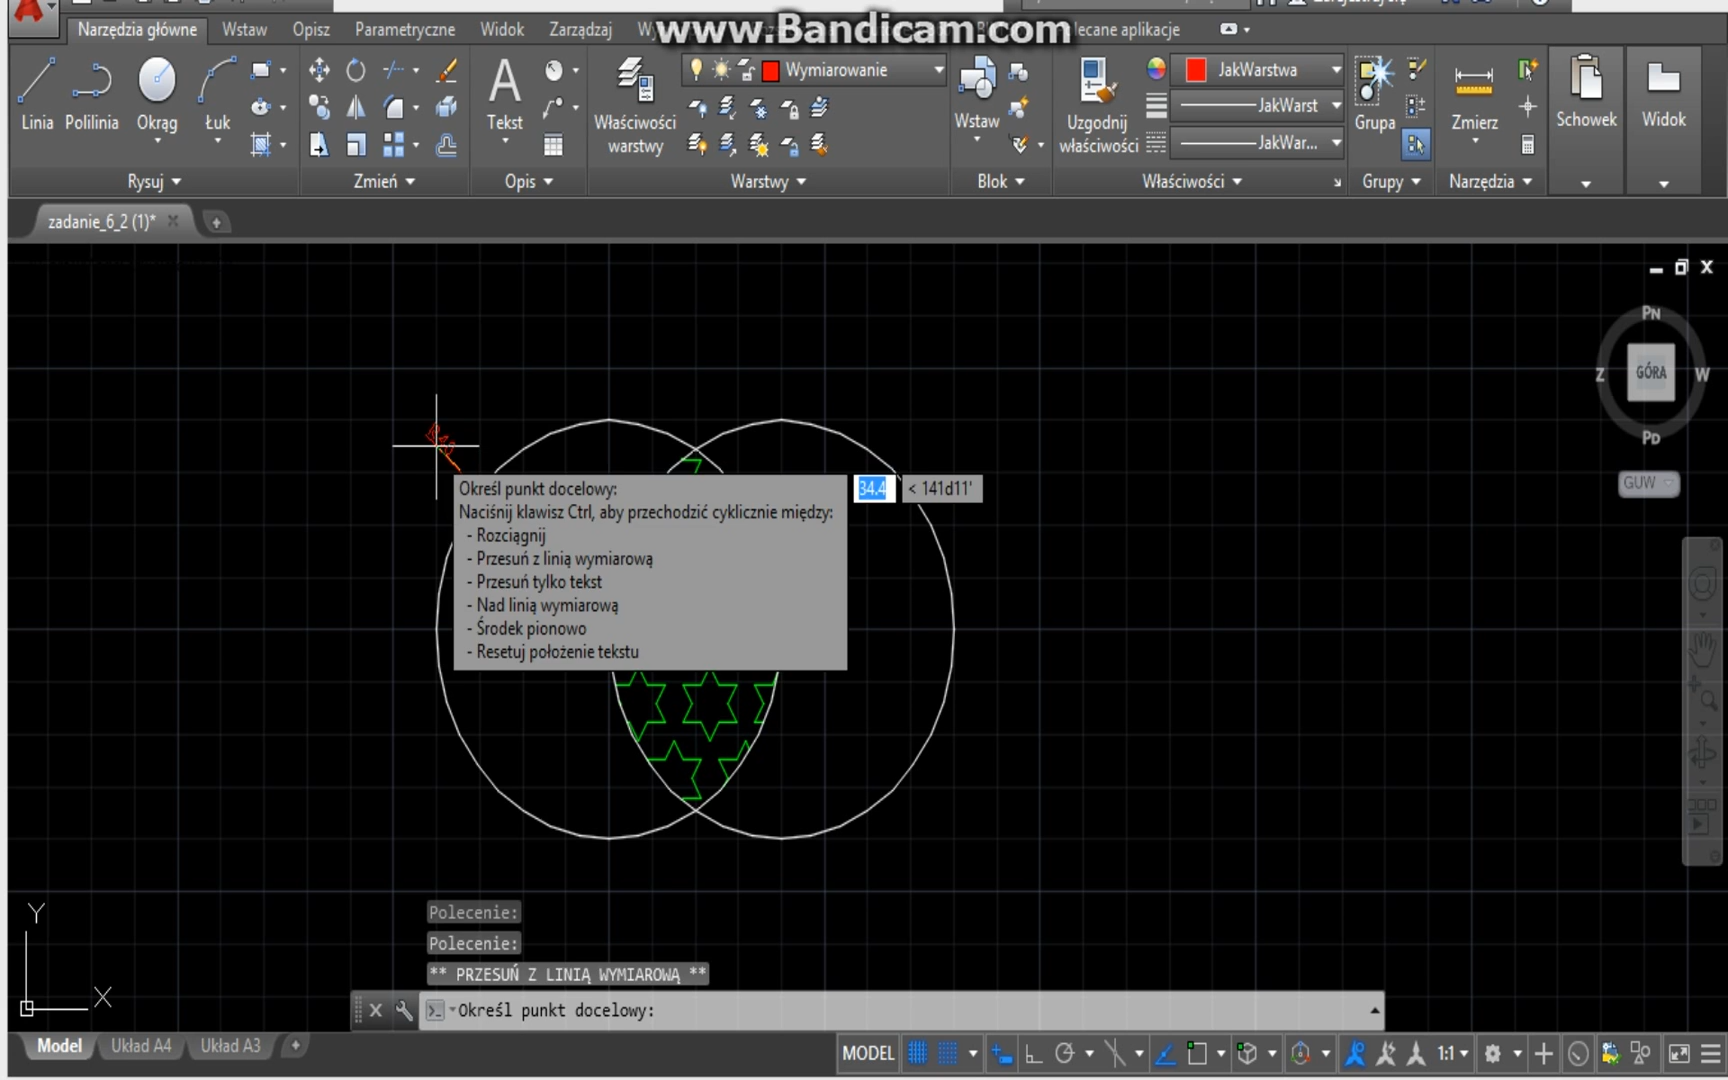 www.Bandicam.com
Narzędzia główne Wstaw Opisz Parametryczne Widok Zarządzaj lecane aplikacje
Linia Polilinia Okrąg Łuk
Tekst
Właściwości warstwy
Wymiarowanie
Wstaw
Uzgodnij właściwości
JakWarstwa
JakWarst
JakWar...
Grupa
Zmierz
Schowek
Widok
Rysuj Zmień Opis Warstwy Blok Właściwości Grupy Narzędzia
zadanie_6_2 (1)*
PN
Z GÓRA W
PD
GUW
Określ punkt docelowy: 34.4 < 141d11'
Naciśnij klawisz Ctrl, aby przechodzić cyklicznie między:
- Rozciągnij
- Przesuń z linią wymiarową
- Przesuń tylko tekst
- Nad linią wymiarową
- Środek pionowo
- Resetuj położenie tekstu
Y
X
Polecenie:
Polecenie:
** PRZESUŃ Z LINIĄ WYMIAROWĄ **
Określ punkt docelowy:
Model Układ A4 Układ A3
MODEL 1:1